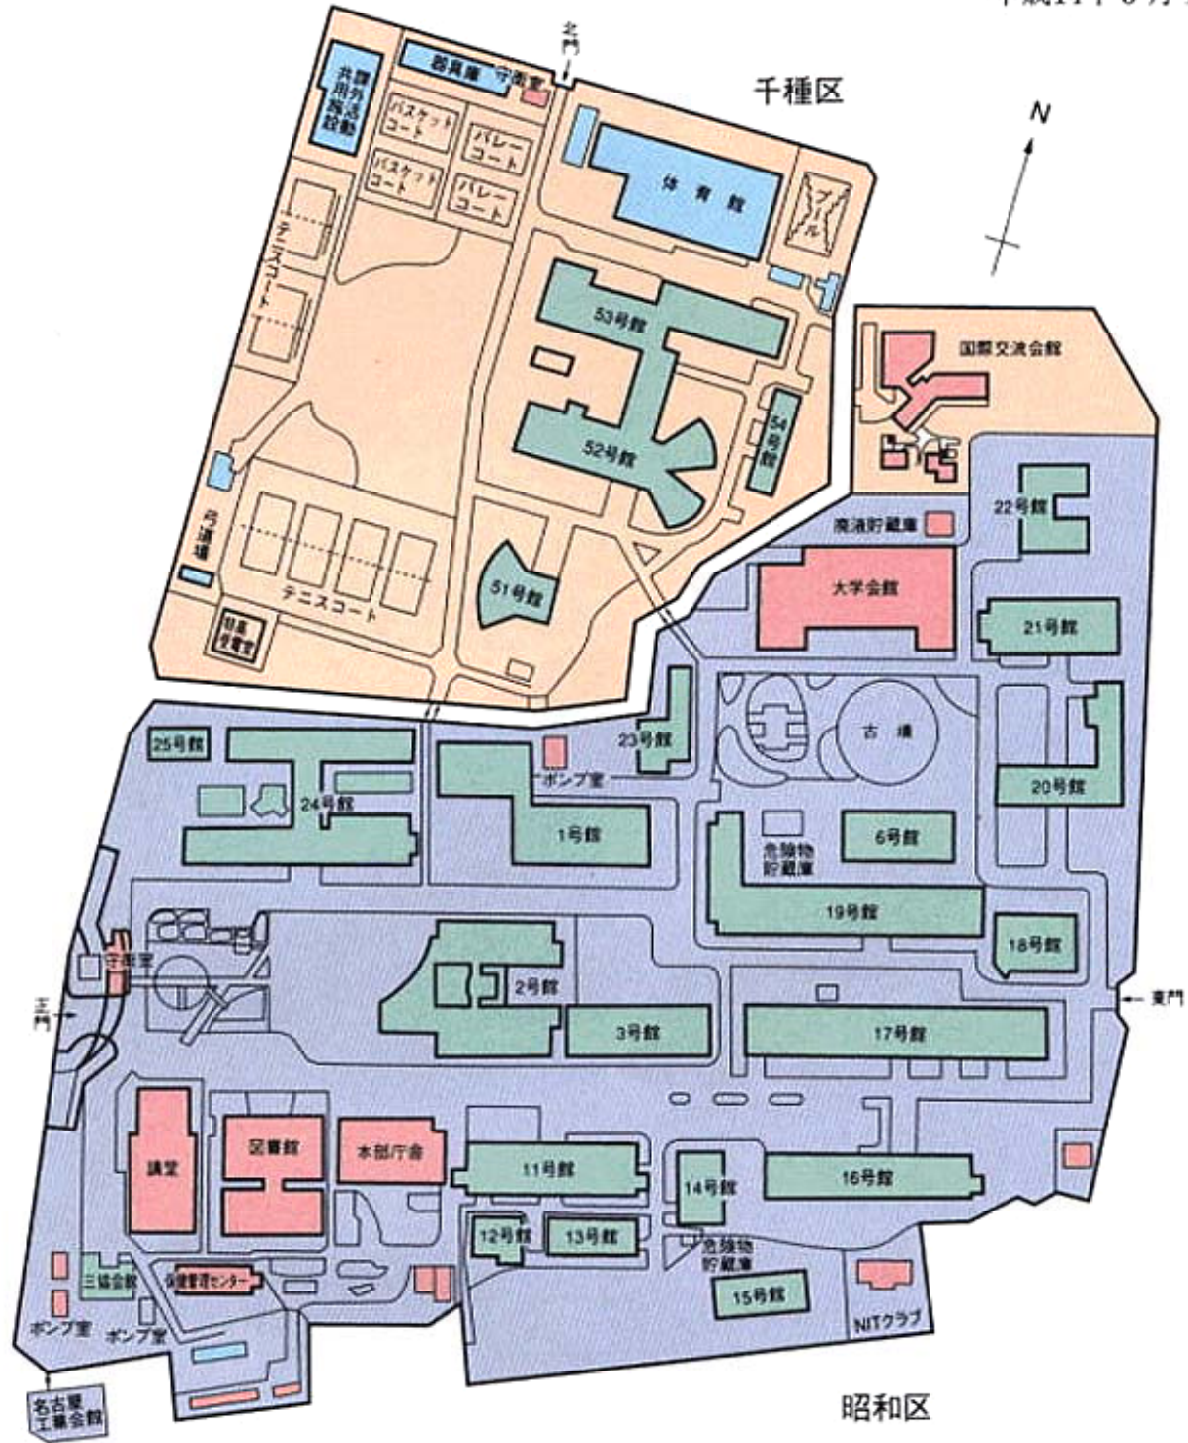 北門
千種区
N
課外活動
共用施設
器具庫
守衛室
バスケット
コート
バレー
コート
バスケット
コート
バレー
コート
体育館
プール
テニスコート
53号館
国際交流会館
54号館
52号館
22号館
廃液貯蔵庫
弓道場
大学会館
51号館
テニスコート
21号館
特高
受電室
25号館
23号館
古墳
ポンプ室
20号館
24号館
1号館
6号館
危険物
貯蔵庫
19号館
18号館
守衛室
2号館
正門
東門
3号館
17号館
講堂
図書館
本部庁舎
11号館
14号館
16号館
12号館
13号館
危険物
貯蔵庫
三協会館
保健管理センター
15号館
ポンプ室
ポンプ室
NITクラブ
名古屋
工業会館
昭和区